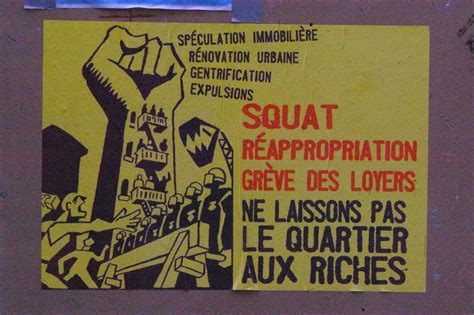 SPÉCULATION IMMOBILIÈRE
RÉNOVATION URBAINE
GENTRIFICATION
EXPULSIONS
SQUAT
RÉAPPROPRIATION
GRÈVE DES LOYERS
NE LAISSONS PAS
LE QUARTIER
AUX RICHES